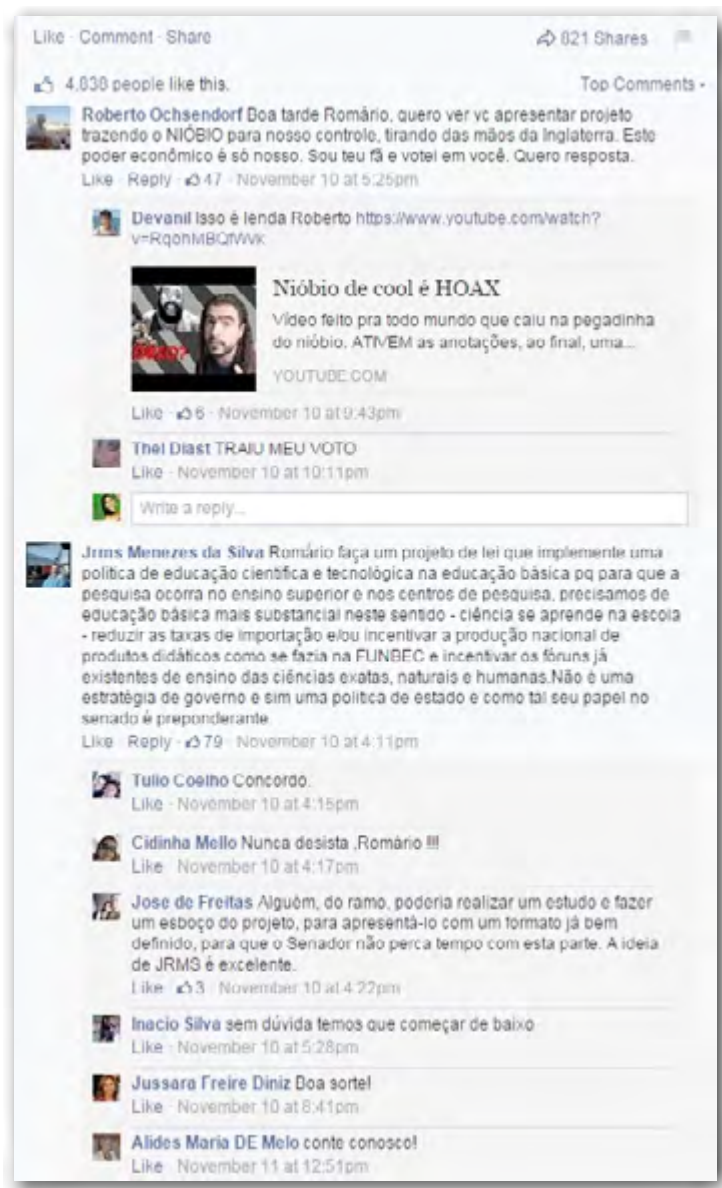 Like · Comment · Share 821 Shares
4,038 people like this. Top Comments
Roberto Ochsendorf Boa tarde Romário, quero ver vc apresentar projeto
trazendo o NIÓBIO para nosso controle, tirando das mãos da Inglaterra. Este
poder econômico é só nosso. Sou teu fã e votei em você. Quero resposta.
Like · Reply · 47 · November 10 at 5:25pm
Devanil Isso é lenda Roberto https://www.youtube.com/watch?
Nióbio de cool é HOAX
Vídeo feito pra todo mundo que caiu na pegadinha
do nióbio. ATIVEM as anotações, ao final, uma...
YOUTUBE.COM
Like · 6 · November 10 at 9:43pm
Thel Diast TRAIU MEU VOTO
Like · November 10 at 10:11pm
Write a reply...
Jrms Menezes da Silva Romário faça um projeto de lei que implemente uma
política de educação científica e tecnológica na educação básica pq para que a
pesquisa ocorra no ensino superior e nos centros de pesquisa, precisamos de
educação básica mais substancial neste sentido - ciência se aprende na escola
- reduzir as taxas de importação e/ou incentivar a produção nacional de
produtos didáticos como se fazia na FUNBEC e incentivar os fóruns já
existentes de ensino das ciências exatas, naturais e humanas.Não é uma
estratégia de governo e sim uma política de estado e como tal seu papel no
senado é preponderante
Like · Reply · 79 · November 10 at 4:11pm
Tulio Coelho Concordo.
Like · November 10 at 4:15pm
Cidinha Mello Nunca desista ,Romário !!!
Like · November 10 at 4:17pm
Jose de Freitas Alguém, do ramo, poderia realizar um estudo e fazer
um esboço do projeto, para apresentá-lo com um formato já bem
definido, para que o Senador não perca tempo com esta parte. A ideia
de JRMS é excelente.
Like · 3 · November 10 at 4:22pm
Inacio Silva sem dúvida temos que começar de baixo
Like · November 10 at 5:28pm
Jussara Freire Diniz Boa sorte!
Like · November 10 at 8:41pm
Alides Maria DE Melo conte conosco!
Like · November 11 at 12:51pm